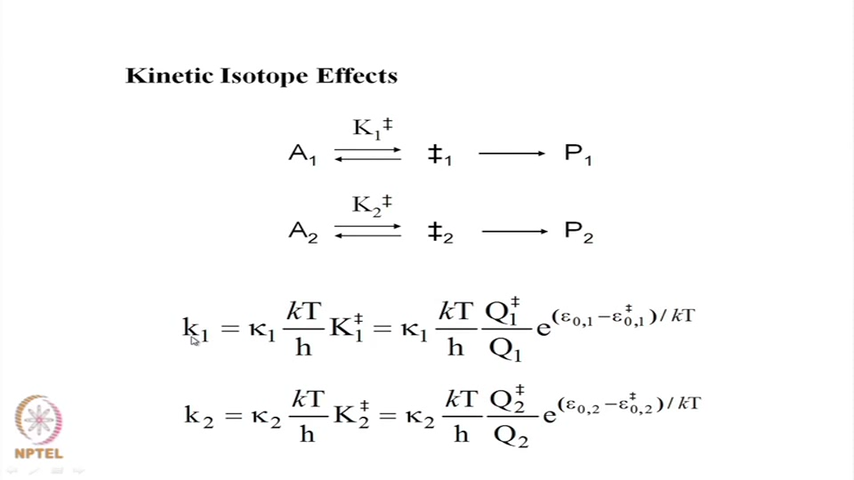 Kinetic Isotope Effects
K₁‡
A₁ ⇌ ‡₁ ⟶ P₁
K₂‡
A₂ ⇌ ‡₂ ⟶ P₂
k₁ = κ₁ kT/h K₁‡ = κ₁ kT/h Q₁‡/Q₁ e^(ε₀,₁ − ε‡₀,₁)/kT
k₂ = κ₂ kT/h K₂‡ = κ₂ kT/h Q₂‡/Q₂ e^(ε₀,₂ − ε‡₀,₂)/kT
NPTEL